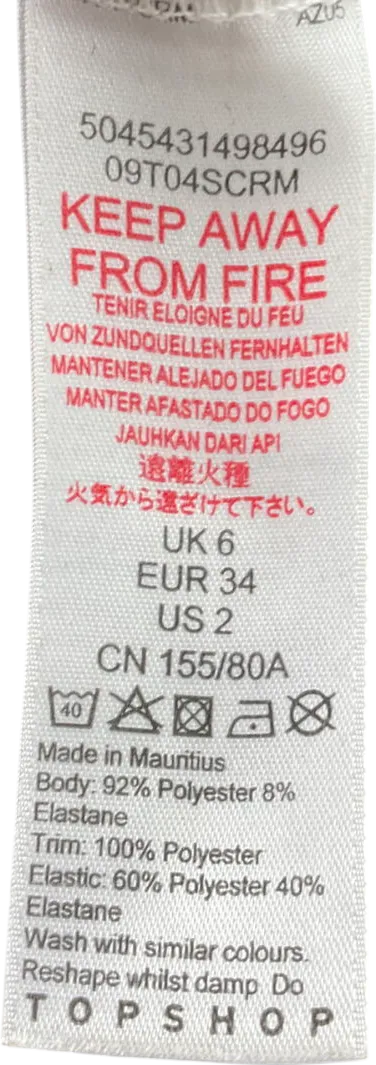 AZU5
5045431498496
09T04SCRM
KEEP AWAY
FROM FIRE
TENIR ELOIGNE DU FEU
VON ZUNDQUELLEN FERNHALTEN
MANTENER ALEJADO DEL FUEGO
MANTER AFASTADO DO FOGO
JAUHKAN DARI API
遠離火種
火気から遠ざけて下さい。
UK 6
EUR 34
US 2
CN 155/80A
40
Made in Mauritius
Body: 92% Polyester 8%
Elastane
Trim: 100% Polyester
Elastic: 60% Polyester 40%
Elastane
Wash with similar colours.
Reshape whilst damp Do
TOPSHOP